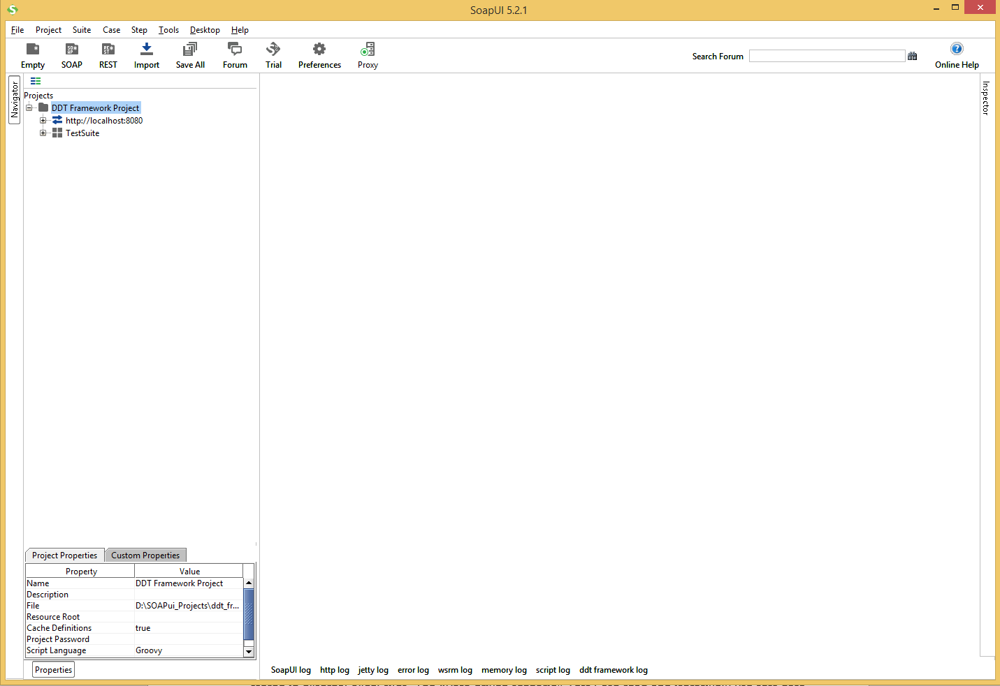 SoapUI 5.2.1
File Project Suite Case Step Tools Desktop Help
Empty SOAP REST Import Save All Forum Trial Preferences Proxy Search Forum Online Help
Navigator
Inspector
Projects
DDT Framework Project
http://localhost:8080
TestSuite
Project Properties Custom Properties
Property Value
Name DDT Framework Project
Description
File D:\SOAPui_Projects\ddt_fr...
Resource Root
Cache Definitions true
Project Password
Script Language Groovy
Properties
SoapUI log http log jetty log error log wsrm log memory log script log ddt framework log